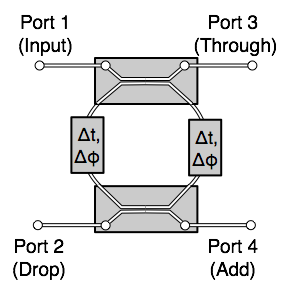 Port 1
(Input)
Port 3
(Through)
Δt,
Δϕ
Δt,
Δϕ
Port 2
(Drop)
Port 4
(Add)